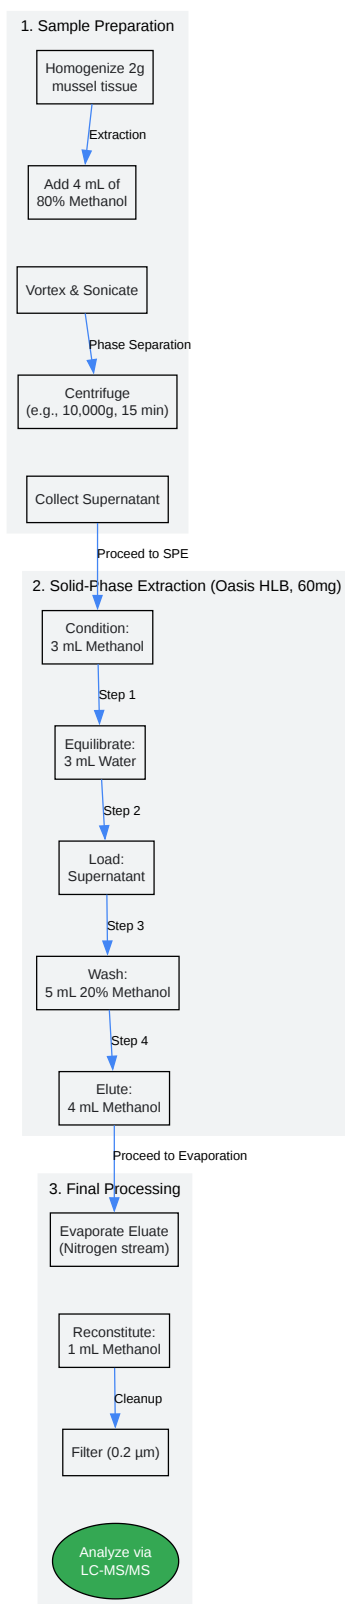 1. Sample Preparation
Homogenize 2g
mussel tissue
Extraction
Add 4 mL of
80% Methanol
Vortex & Sonicate
Phase Separation
Centrifuge
(e.g., 10,000g, 15 min)
Collect Supernatant
Proceed to SPE
2. Solid-Phase Extraction (Oasis HLB, 60mg)
Condition:
3 mL Methanol
Step 1
Equilibrate:
3 mL Water
Step 2
Load:
Supernatant
Step 3
Wash:
5 mL 20% Methanol
Step 4
Elute:
4 mL Methanol
Proceed to Evaporation
3. Final Processing
Evaporate Eluate
(Nitrogen stream)
Reconstitute:
1 mL Methanol
Cleanup
Filter (0.2 µm)
Analyze via
LC-MS/MS